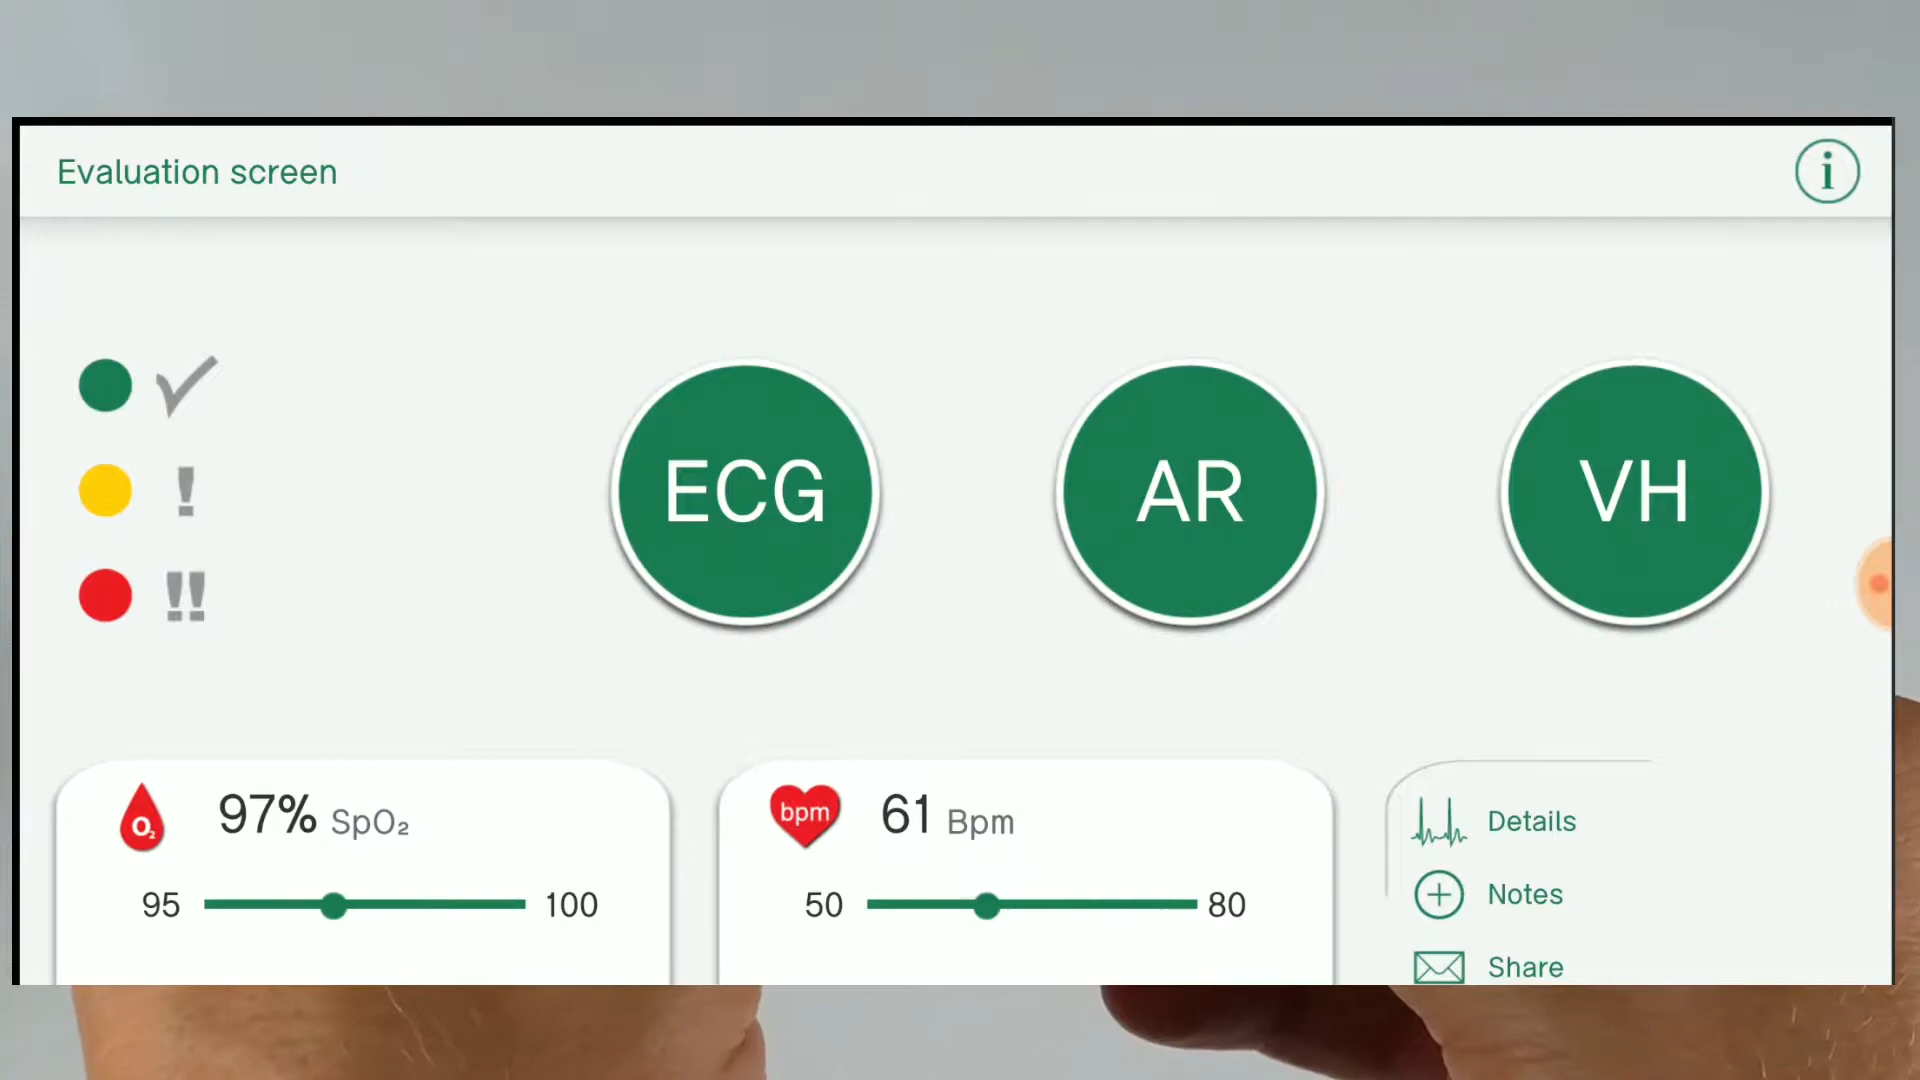 Evaluation screen
i
ECG
AR
VH
O₂
97% SpO₂
95
100
bpm
61 Bpm
50
80
Details
Notes
Share